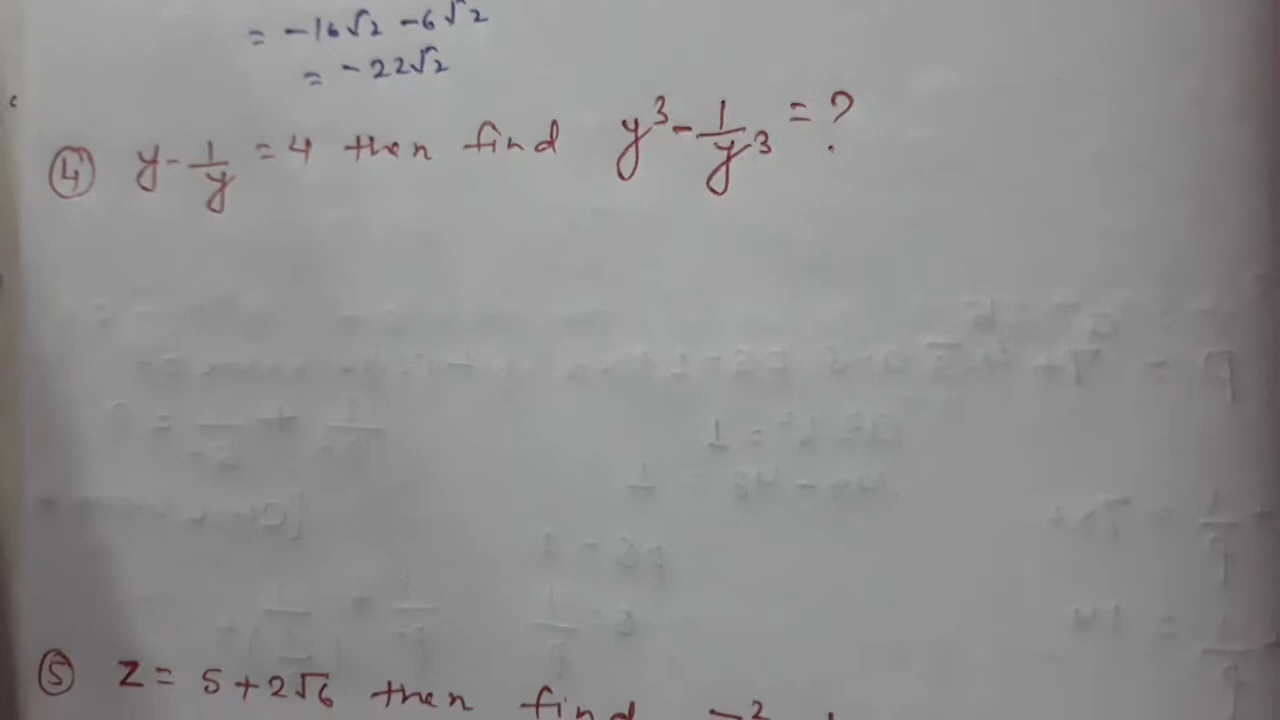 = -16√2 -6√2
= -22√2
④ y - 1/y = 4 then find y³ - 1/y³ = ?
⑤ z = 5 + 2√6 then find